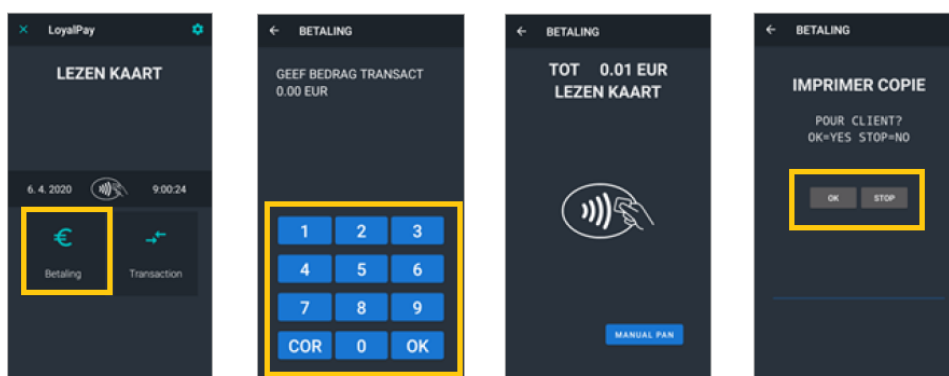 LoyalPay
LEZEN KAART
6. 4. 2020 9:00:24
€
Betaling Transaction
BETALING
GEEF BEDRAG TRANSACT
0.00 EUR
1 2 3
4 5 6
7 8 9
COR 0 OK
BETALING
TOT 0.01 EUR
LEZEN KAART
MANUAL PAN
BETALING
IMPRIMER COPIE
POUR CLIENT?
OK=YES STOP=NO
OK STOP